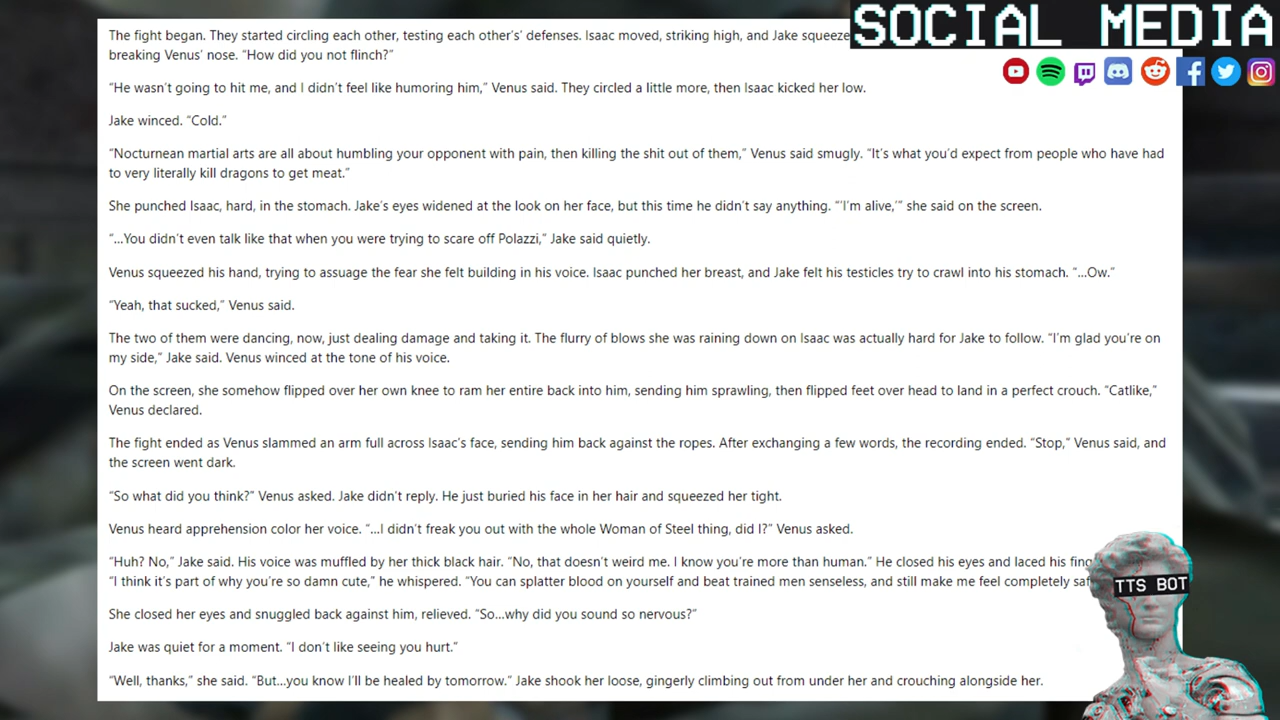 SOCIAL MEDIA
The fight began. They started circling each other, testing each other's' defenses. Isaac moved, striking high, and Jake squeeze
breaking Venus' nose. “How did you not flinch?”
“He wasn't going to hit me, and I didn't feel like humoring him,” Venus said. They circled a little more, then Isaac kicked her low.
Jake winced. “Cold.”
“Nocturnean martial arts are all about humbling your opponent with pain, then killing the shit out of them,” Venus said smugly. “It's what you'd expect from people who have had
to very literally kill dragons to get meat.”
She punched Isaac, hard, in the stomach. Jake's eyes widened at the look on her face, but this time he didn't say anything. “‘I'm alive,’” she said on the screen.
“…You didn't even talk like that when you were trying to scare off Polazzi,” Jake said quietly.
Venus squeezed his hand, trying to assuage the fear she felt building in his voice. Isaac punched her breast, and Jake felt his testicles try to crawl into his stomach. “…Ow.”
“Yeah, that sucked,” Venus said.
The two of them were dancing, now, just dealing damage and taking it. The flurry of blows she was raining down on Isaac was actually hard for Jake to follow. “I'm glad you're on
my side,” Jake said. Venus winced at the tone of his voice.
On the screen, she somehow flipped over her own knee to ram her entire back into him, sending him sprawling, then flipped feet over head to land in a perfect crouch. “Catlike,”
Venus declared.
The fight ended as Venus slammed an arm full across Isaac's face, sending him back against the ropes. After exchanging a few words, the recording ended. “Stop,” Venus said, and
the screen went dark.
“So what did you think?” Venus asked. Jake didn't reply. He just buried his face in her hair and squeezed her tight.
Venus heard apprehension color her voice. “…I didn't freak you out with the whole Woman of Steel thing, did I?” Venus asked.
“Huh? No,” Jake said. His voice was muffled by her thick black hair. “No, that doesn't weird me. I know you're more than human.” He closed his eyes and laced his fing
“I think it's part of why you're so damn cute,” he whispered. “You can splatter blood on yourself and beat trained men senseless, and still make me feel completely saf
TTS BOT
She closed her eyes and snuggled back against him, relieved. “So…why did you sound so nervous?”
Jake was quiet for a moment. “I don't like seeing you hurt.”
“Well, thanks,” she said. “But…you know I'll be healed by tomorrow.” Jake shook her loose, gingerly climbing out from under her and crouching alongside her.